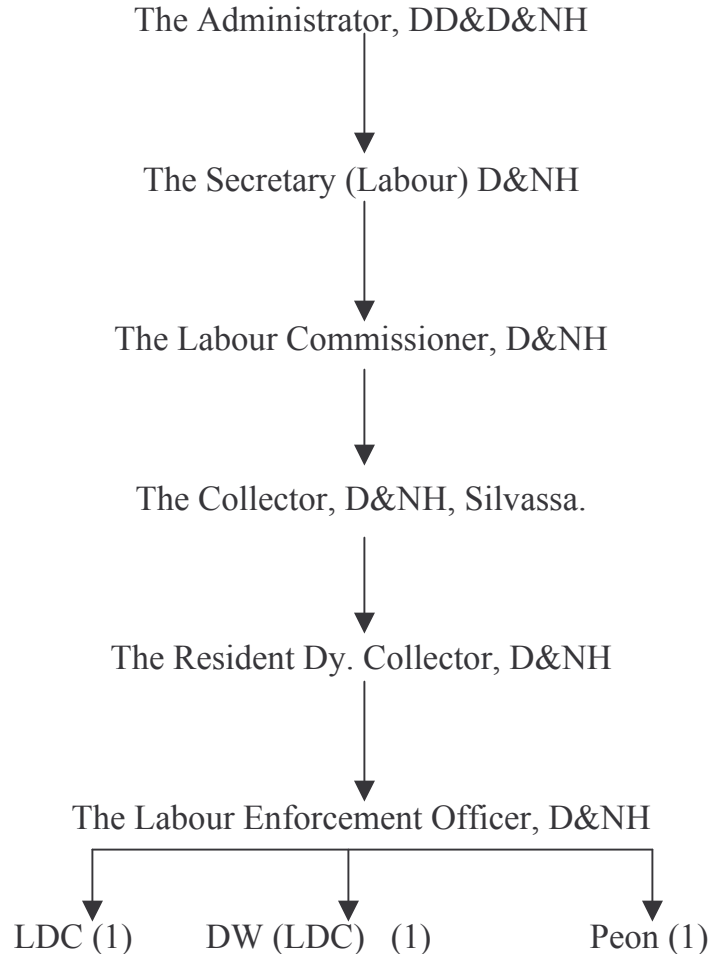 The Administrator, DD&D&NH
The Secretary (Labour) D&NH
The Labour Commissioner, D&NH
The Collector, D&NH, Silvassa.
The Resident Dy. Collector, D&NH
The Labour Enforcement Officer, D&NH
LDC (1) DW (LDC) (1) Peon (1)